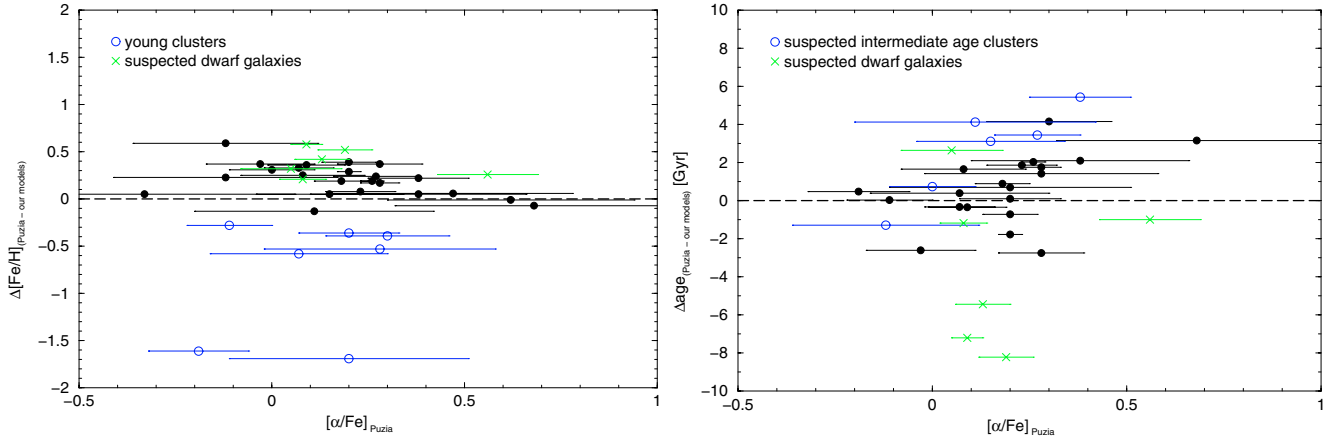 2
1.5
1
0.5
0
−0.5
−1
−1.5
−2
−0.5 0 0.5 1
Δ[Fe/H](Puzia − our models)
[α/Fe] Puzia
young clusters
suspected dwarf galaxies
10
8
6
4
2
0
−2
−4
−6
−8
−10
−0.5 0 0.5 1
Δage(Puzia − our models) [Gyr]
[α/Fe] Puzia
suspected intermediate age clusters
suspected dwarf galaxies